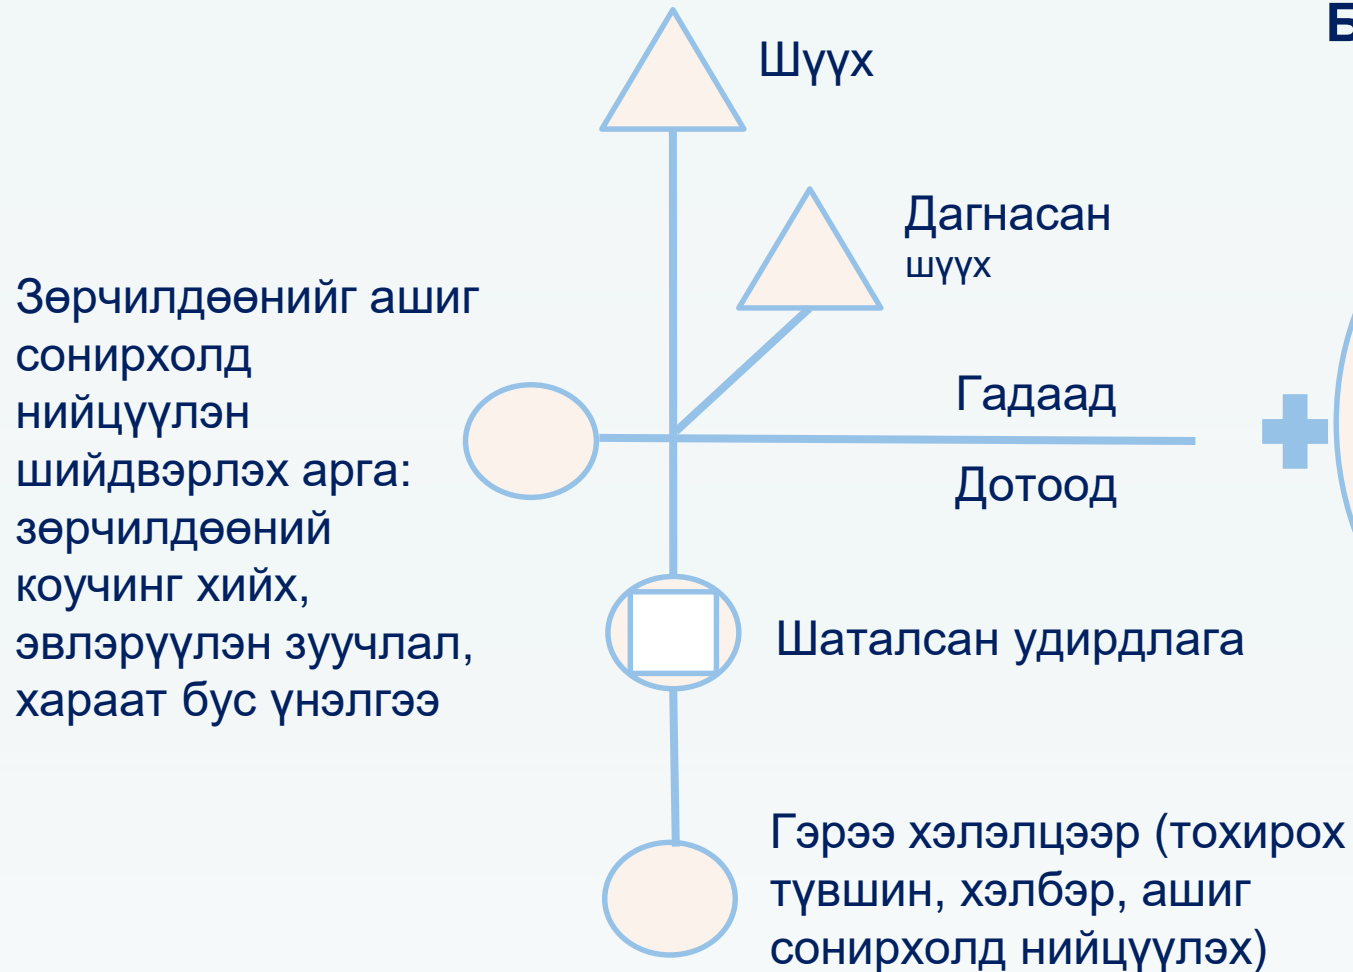 Б
Шүүх
Дагнасан
шүүх
Зөрчилдөөнийг ашиг
сонирхолд
нийцүүлэн
шийдвэрлэх арга:
зөрчилдөөний
коучинг хийх,
эвлэрүүлэн зуучлал,
хараат бус үнэлгээ
Гадаад
Дотоод
Шаталсан удирдлага
Гэрээ хэлэлцээр (тохирох
түвшин, хэлбэр, ашиг
сонирхолд нийцүүлэх)